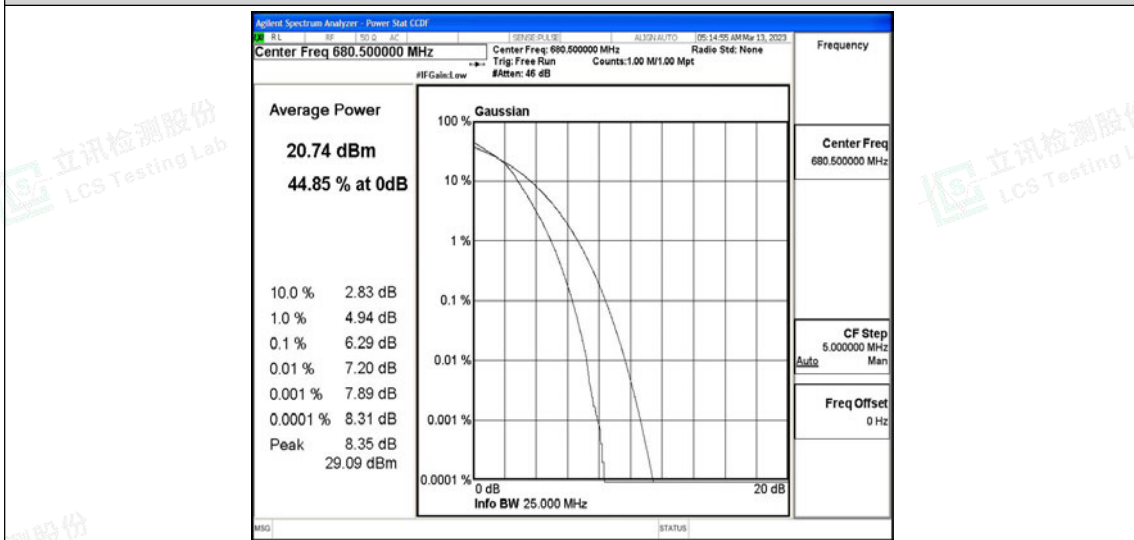 Agilent Spectrum Analyzer - Power Stat CCDF
RL RF 50 Ω AC SENSE:PULSE ALIGNAUTO 05:14:55 AM Mar 13, 2023
Center Freq 680.500000 MHz
Center Freq: 680.500000 MHz Radio Std: None
Trig: Free Run Counts:1.00 M/1.00 Mpt
#IFGain:Low #Atten: 46 dB
Frequency
Average Power
20.74 dBm
44.85 % at 0dB
10.0 % 2.83 dB
1.0 % 4.94 dB
0.1 % 6.29 dB
0.01 % 7.20 dB
0.001 % 7.89 dB
0.0001 % 8.31 dB
Peak 8.35 dB
29.09 dBm
Gaussian
100 %
10 %
1 %
0.1 %
0.01 %
0.001 %
0.0001 %
0 dB 20 dB
Info BW 25.000 MHz
Center Freq
680.500000 MHz
CF Step
5.000000 MHz
Auto Man
Freq Offset
0 Hz
MSG STATUS
立讯检测股份
LCS Testing Lab
立讯检测股份
LCS Testing L